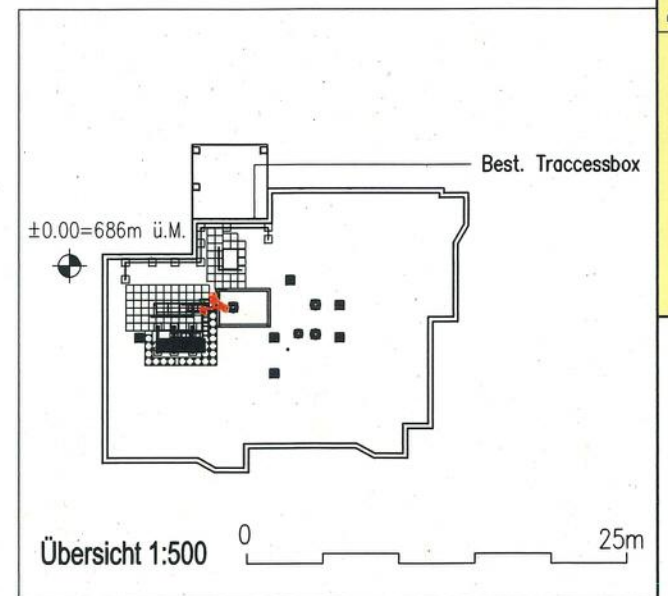 Best. Traccessbox
±0.00=686m ü.M.
Übersicht 1:500
0
25m